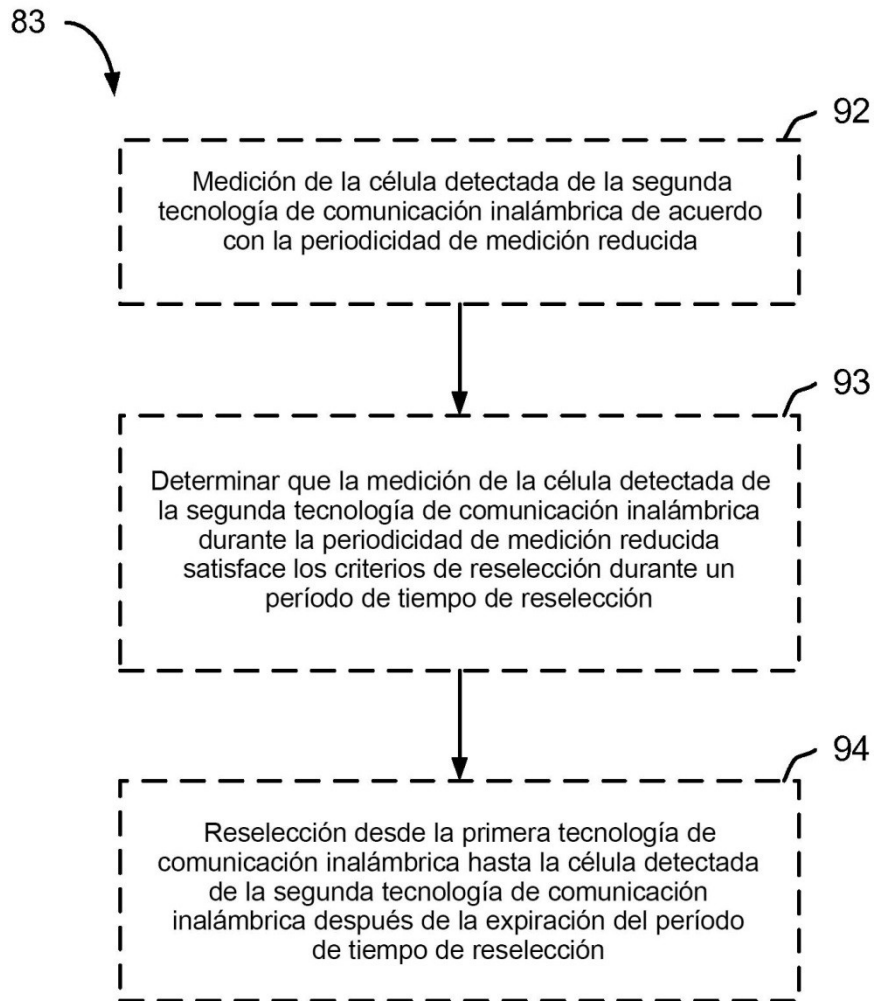 83
92
Medición de la célula detectada de la segunda
tecnología de comunicación inalámbrica de acuerdo
con la periodicidad de medición reducida
93
Determinar que la medición de la célula detectada de
la segunda tecnología de comunicación inalámbrica
durante la periodicidad de medición reducida
satisface los criterios de reselección durante un
período de tiempo de reselección
94
Reselección desde la primera tecnología de
comunicación inalámbrica hasta la célula detectada
de la segunda tecnología de comunicación
inalámbrica después de la expiración del período
de tiempo de reselección